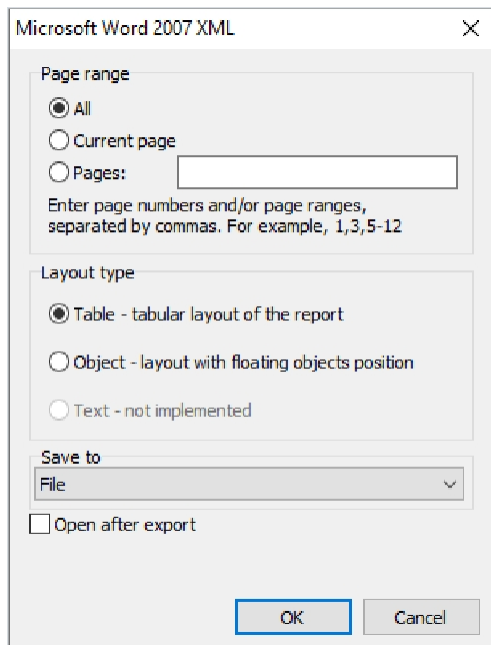 Microsoft Word 2007 XML
Page range
All
Current page
Pages:
Enter page numbers and/or page ranges,
separated by commas. For example, 1,3,5-12
Layout type
Table - tabular layout of the report
Object - layout with floating objects position
Text - not implemented
Save to
File
Open after export
OK
Cancel